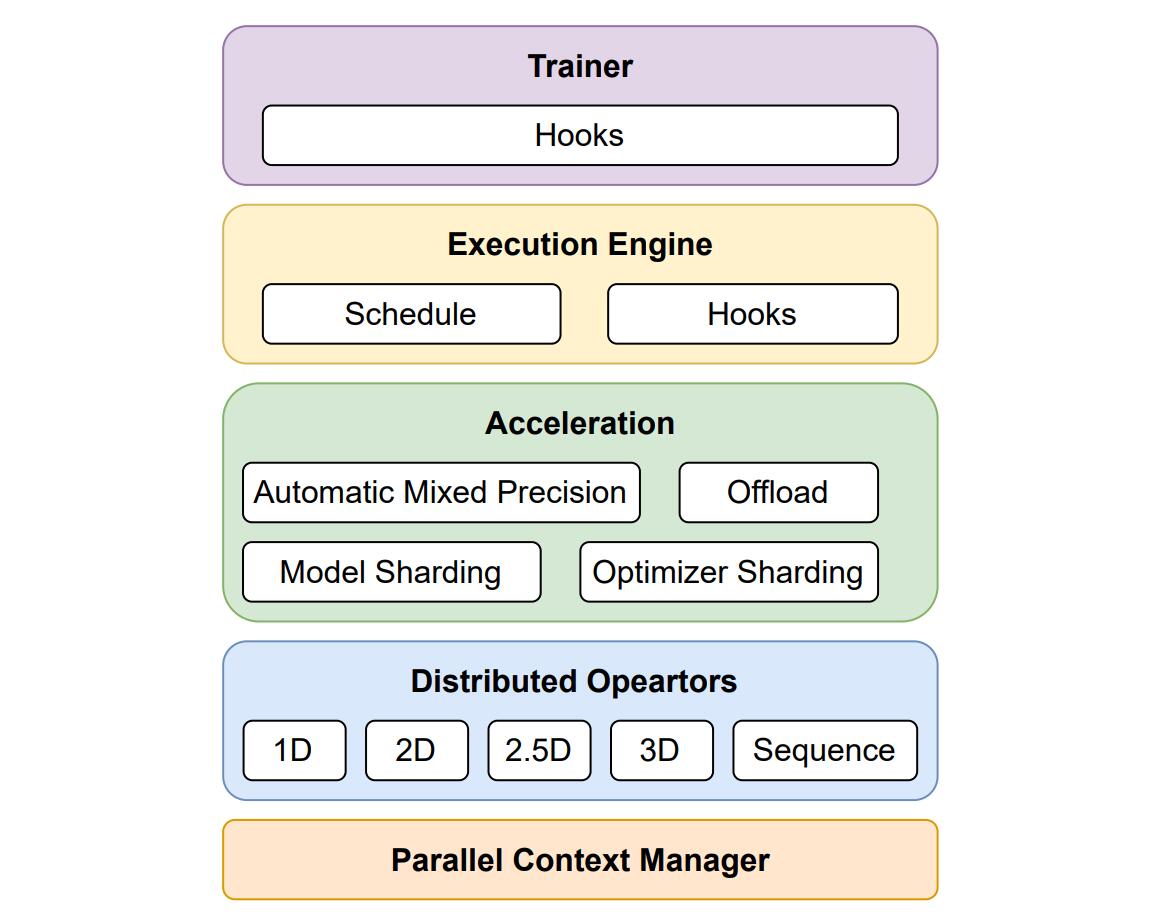 Trainer
Hooks
Execution Engine
Schedule
Hooks
Acceleration
Automatic Mixed Precision
Offload
Model Sharding
Optimizer Sharding
Distributed Opeartors
1D
2D
2.5D
3D
Sequence
Parallel Context Manager